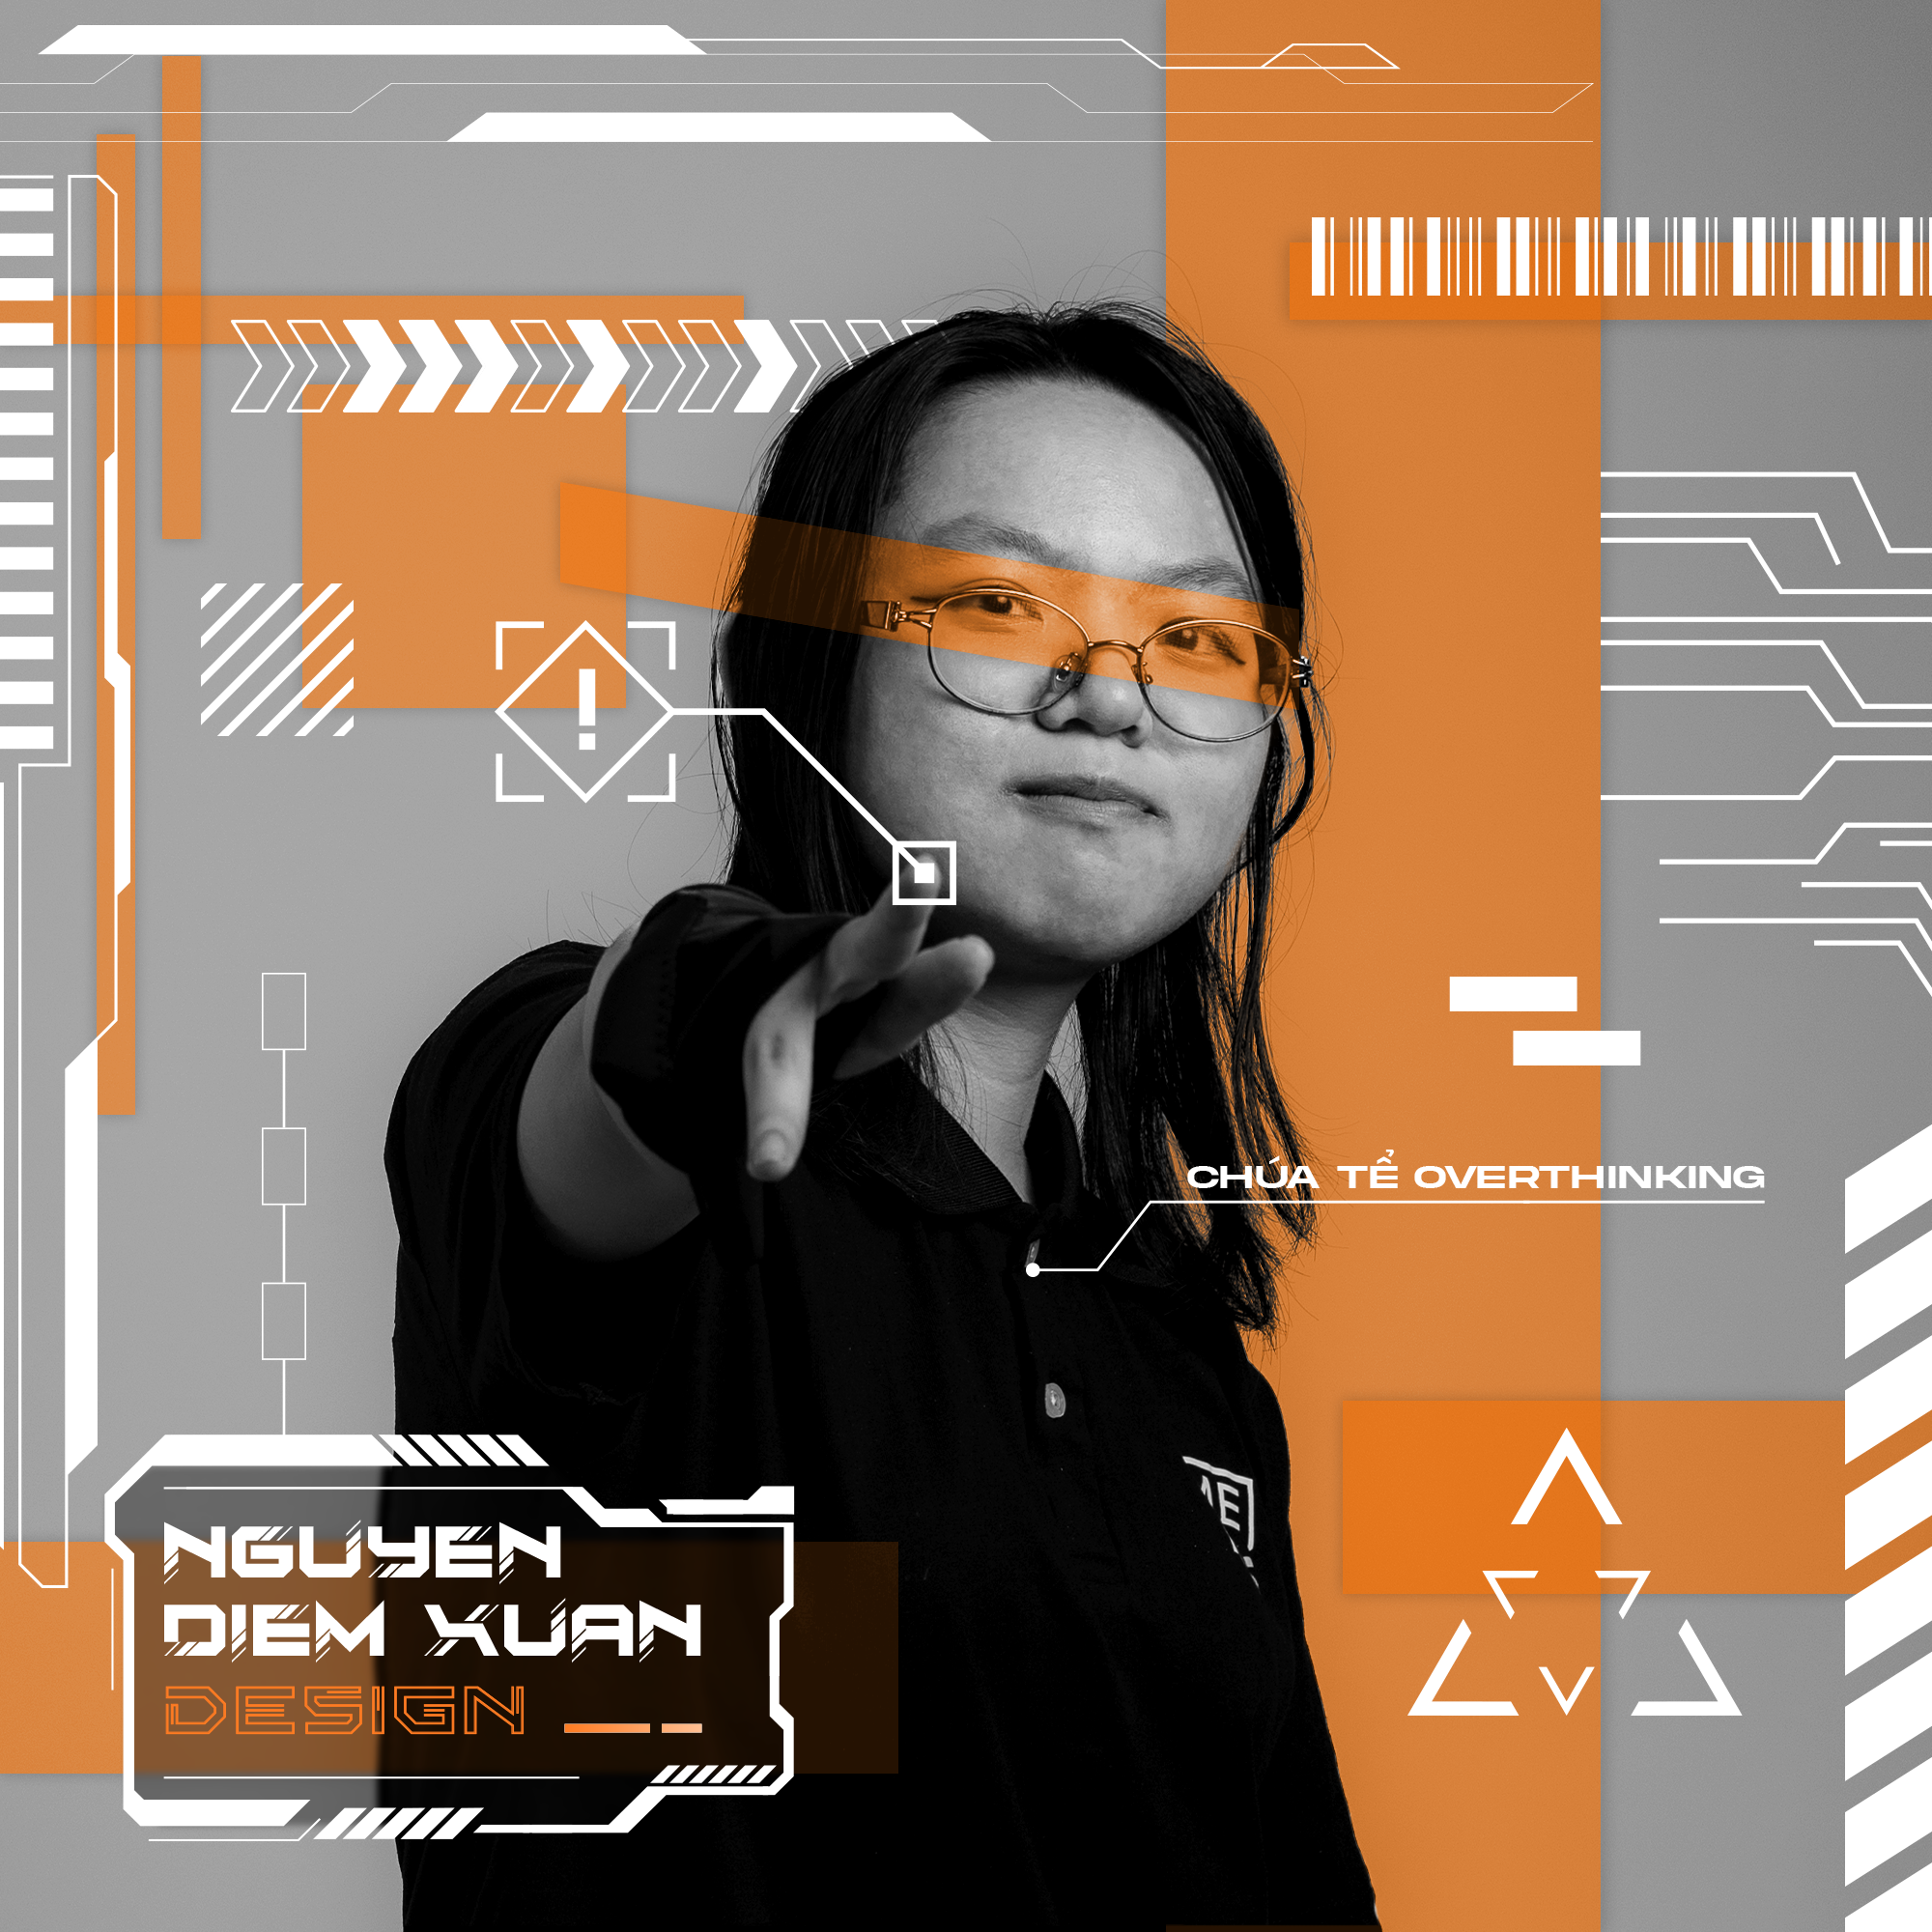 !
CHÚA TỂ OVERTHINKING
NGUYEN
DIEM XUAN
DESIGN